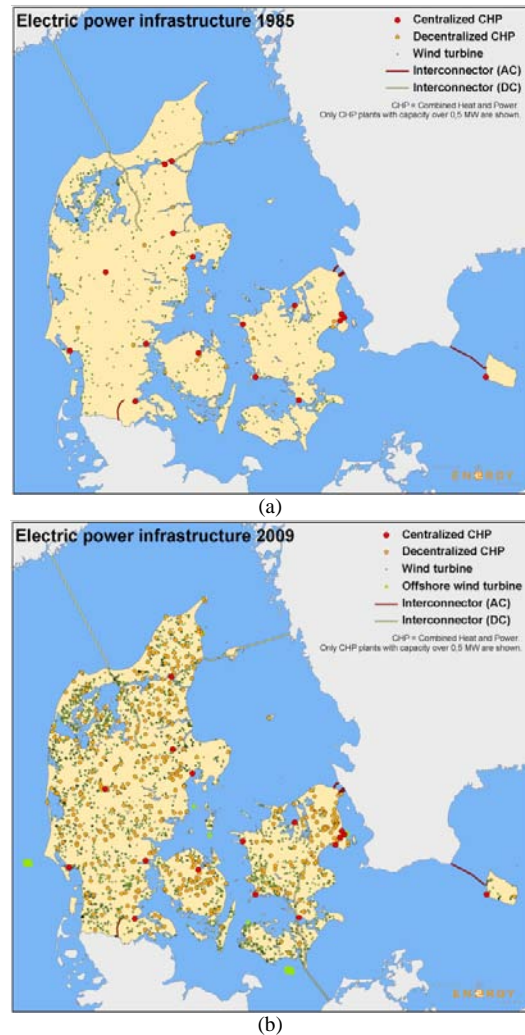 Electric power infrastructure 1985
Centralized CHP
Decentralized CHP
Wind turbine
Interconnector (AC)
Interconnector (DC)
CHP = Combined Heat and Power.
Only CHP plants with capacity over 0,5 MW are shown.
(a)
Electric power infrastructure 2009
Centralized CHP
Decentralized CHP
Wind turbine
Offshore wind turbine
Interconnector (AC)
Interconnector (DC)
CHP = Combined Heat and Power.
Only CHP plants with capacity over 0,5 MW are shown.
(b)